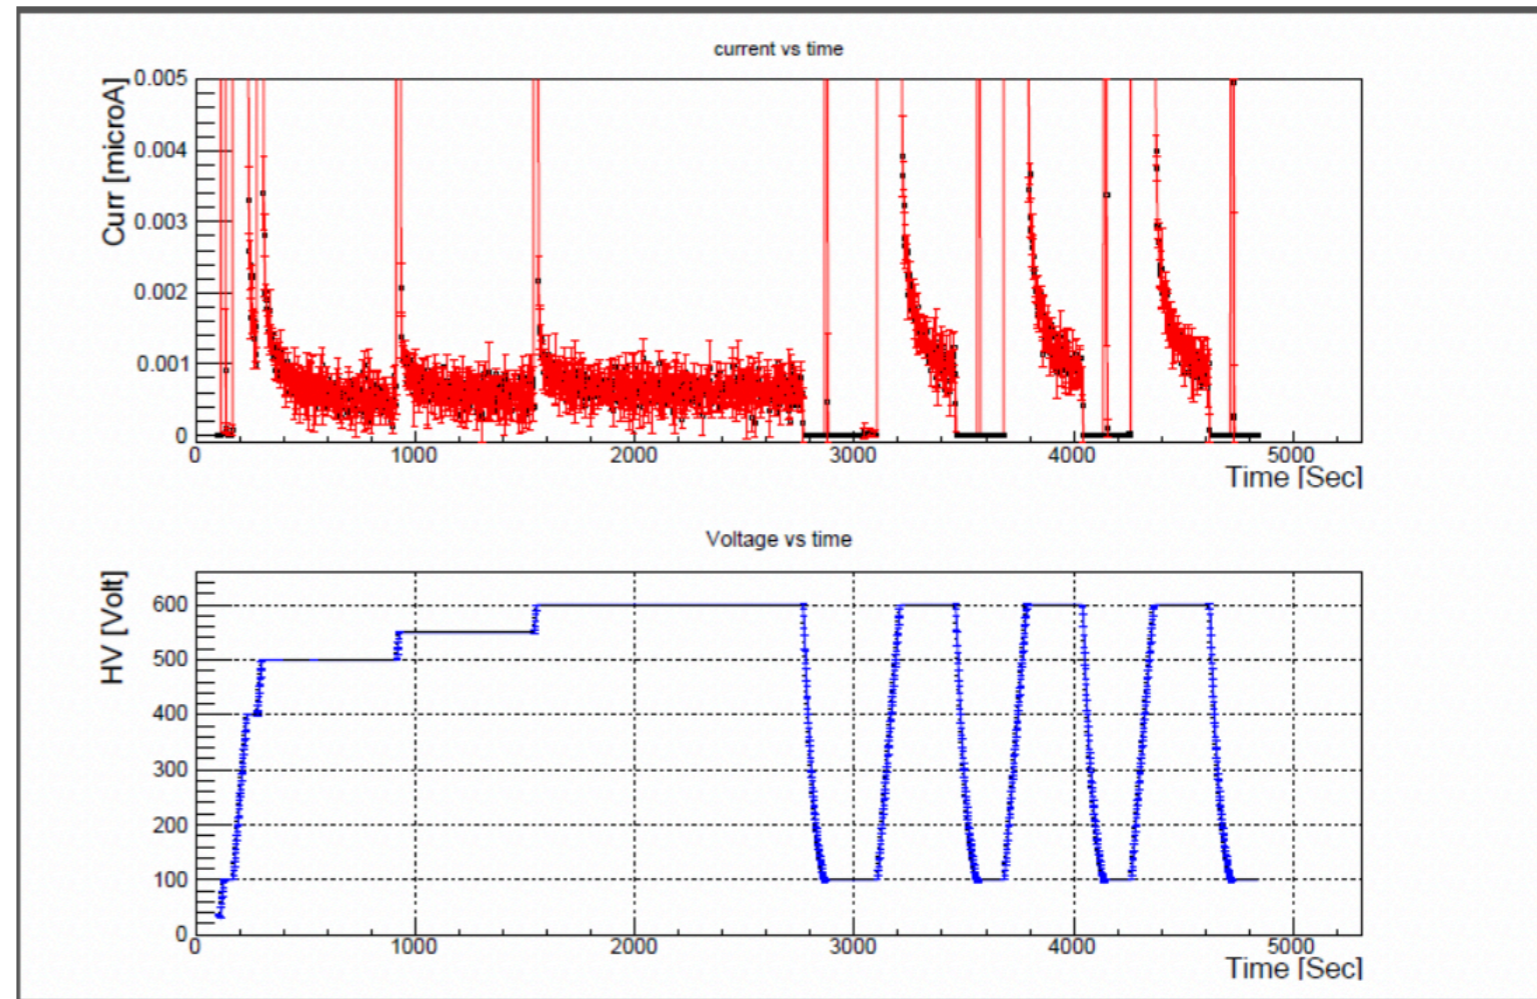 current vs time
Curr [microA]
0.005
0.004
0.003
0.002
0.001
0
0 1000 2000 3000 4000 5000
Time [Sec]
Voltage vs time
HV [Volt]
600
500
400
300
200
100
0
0 1000 2000 3000 4000 5000
Time [Sec]